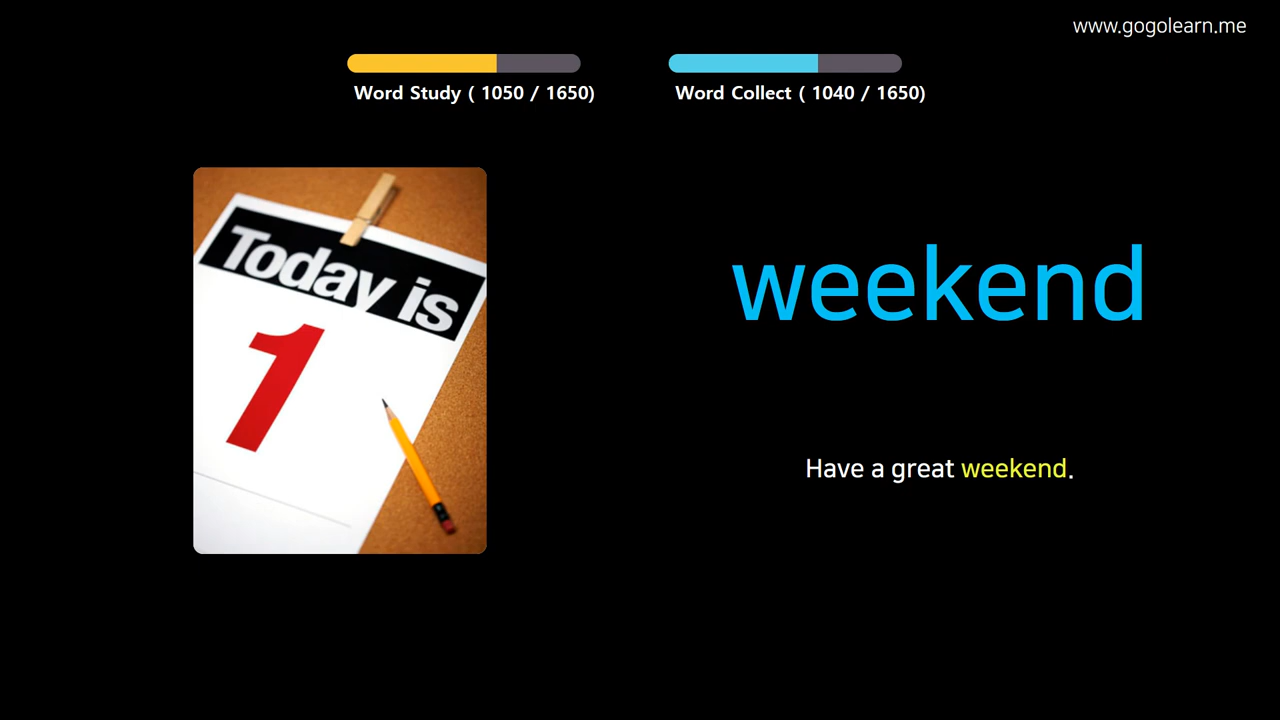 www.gogolearn.me
Word Study ( 1050 / 1650)
Word Collect ( 1040 / 1650)
Today is
1
weekend
Have a great weekend.